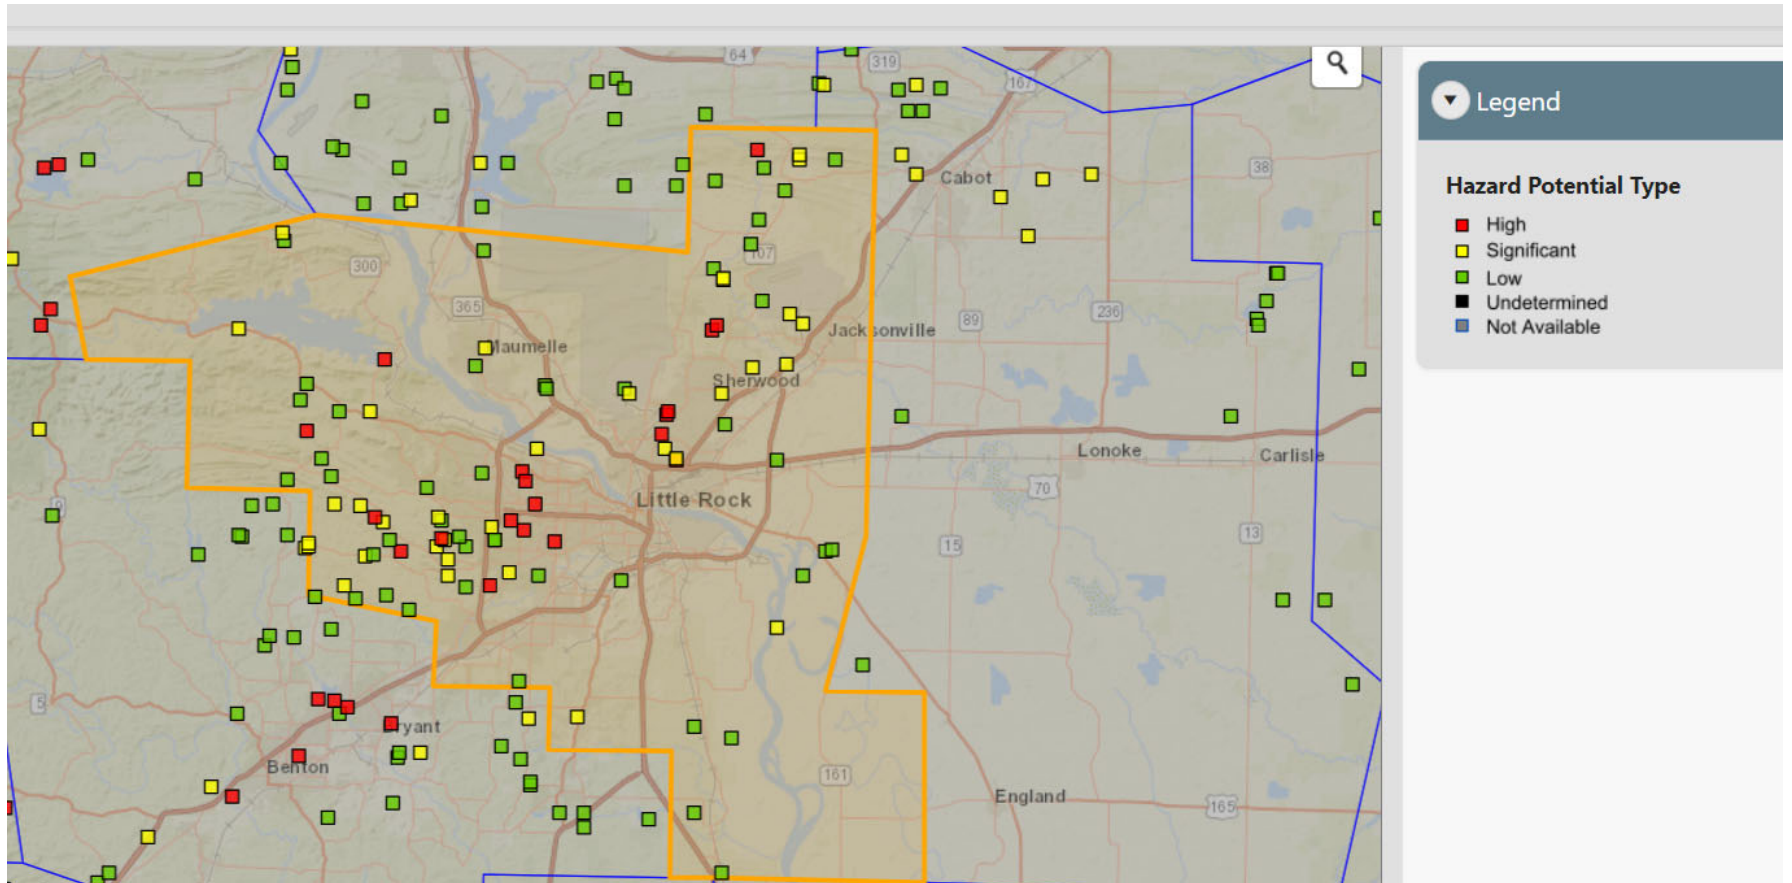 64
319
167
Legend
38
Cabot
Hazard Potential Type
High
Significant
107
Low
300
Undetermined
365
236
89
Not Available
Jacksonville
Maumelle
Sherwood
Lonoke
Carlisle
70
Little Rock
9
13
15
5
Bryant
Benton
161
England
165